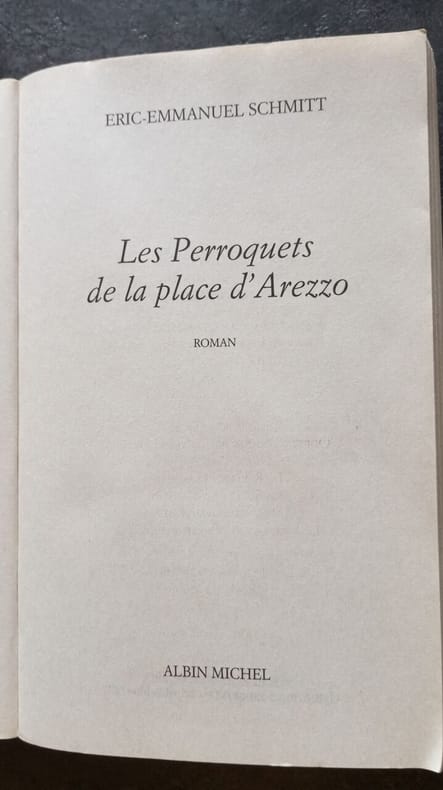 ERIC-EMMANUEL SCHMITT
Les Perroquets
de la place d'Arezzo
ROMAN
ALBIN MICHEL